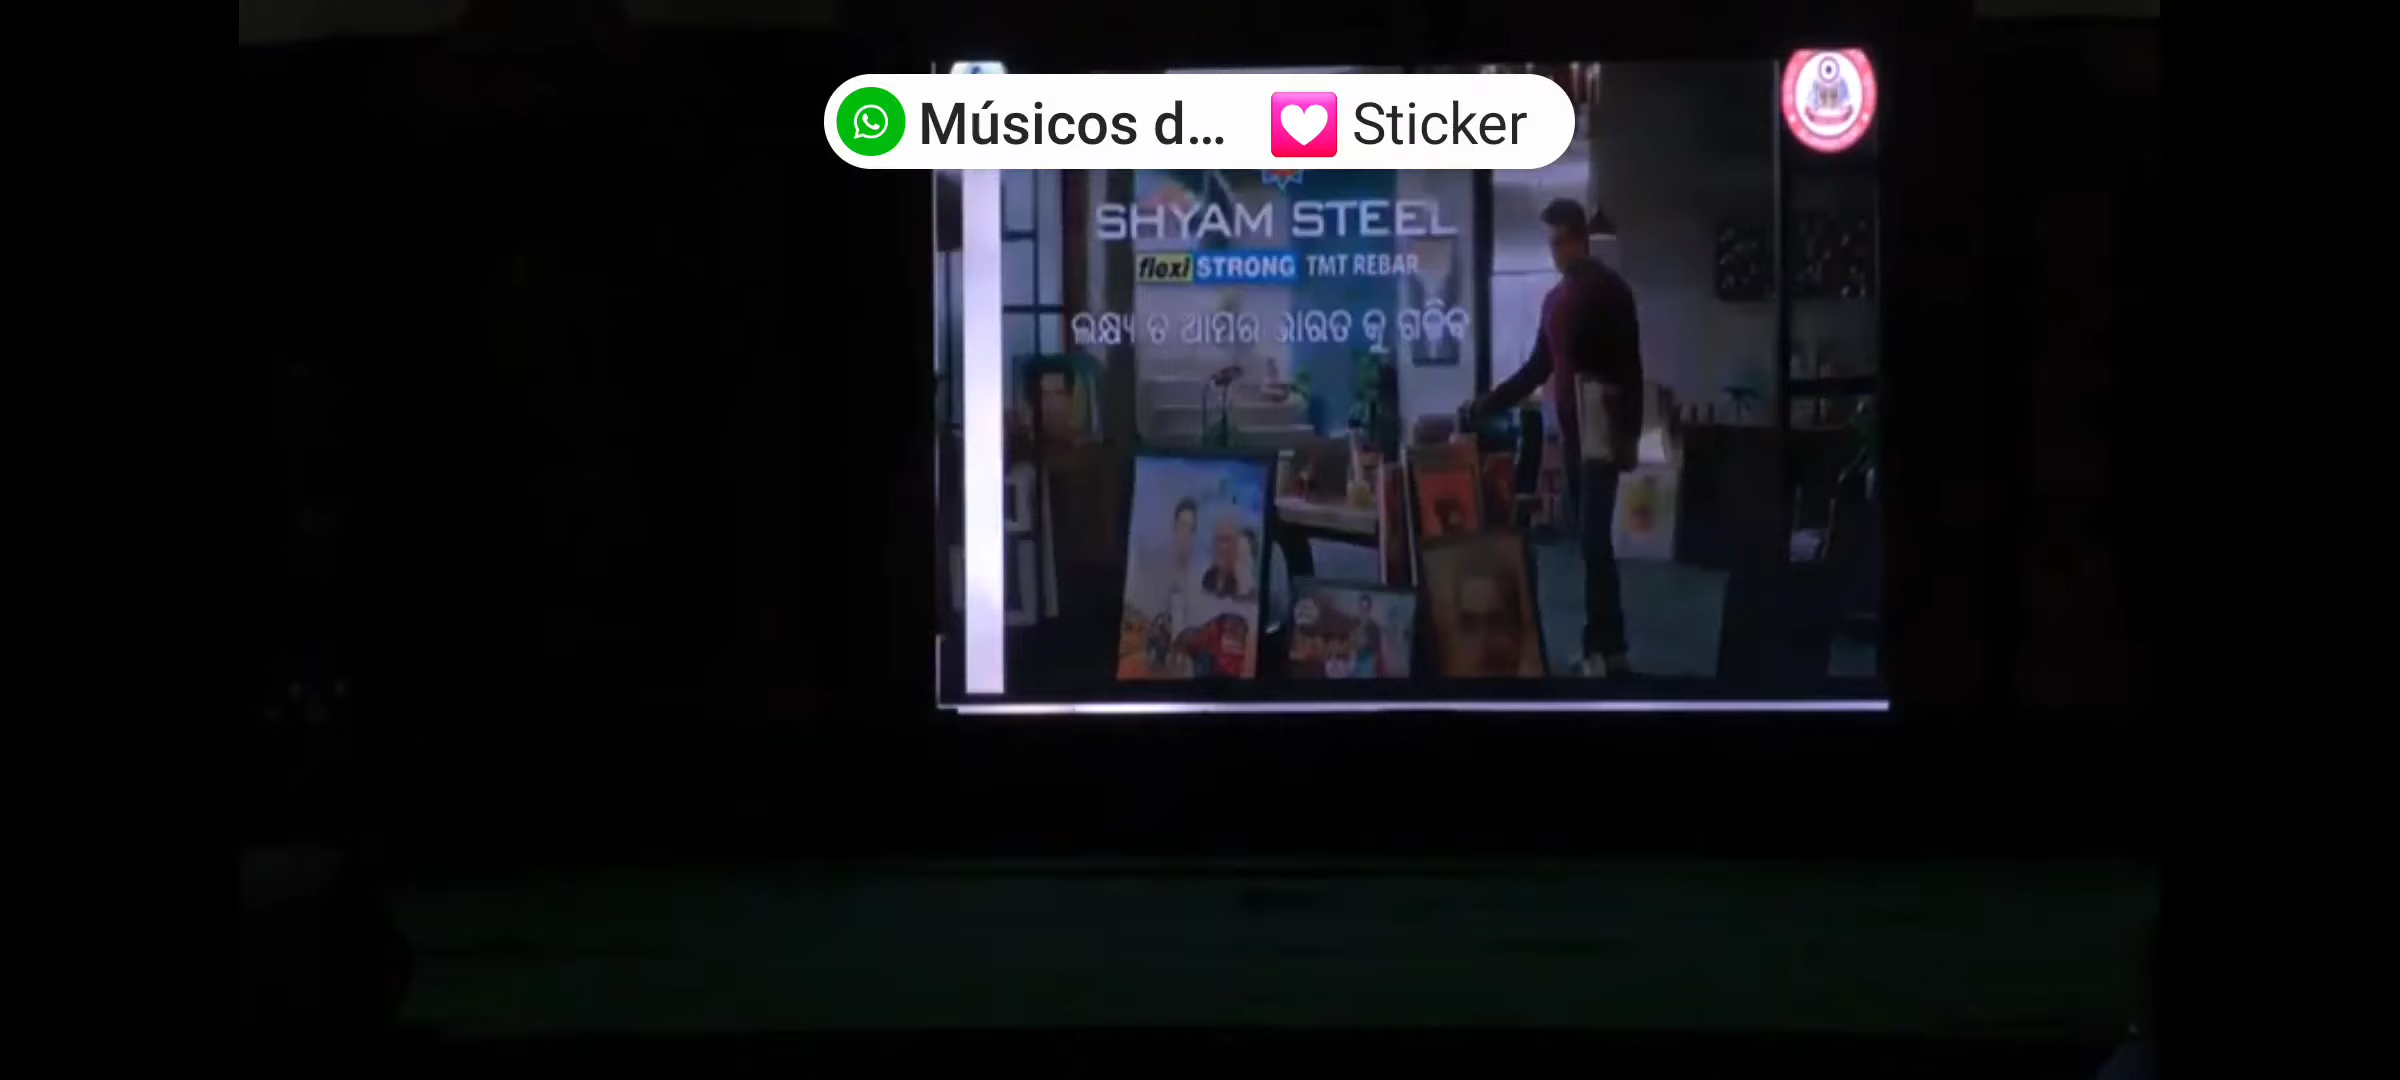 Músicos d... Sticker
SHYAM STEEL
flexi STRONG TMT REBAR
ଲକ୍ଷ୍ୟ ତ ଆମର ଭାରତ କୁ ଗଢ଼ିବ